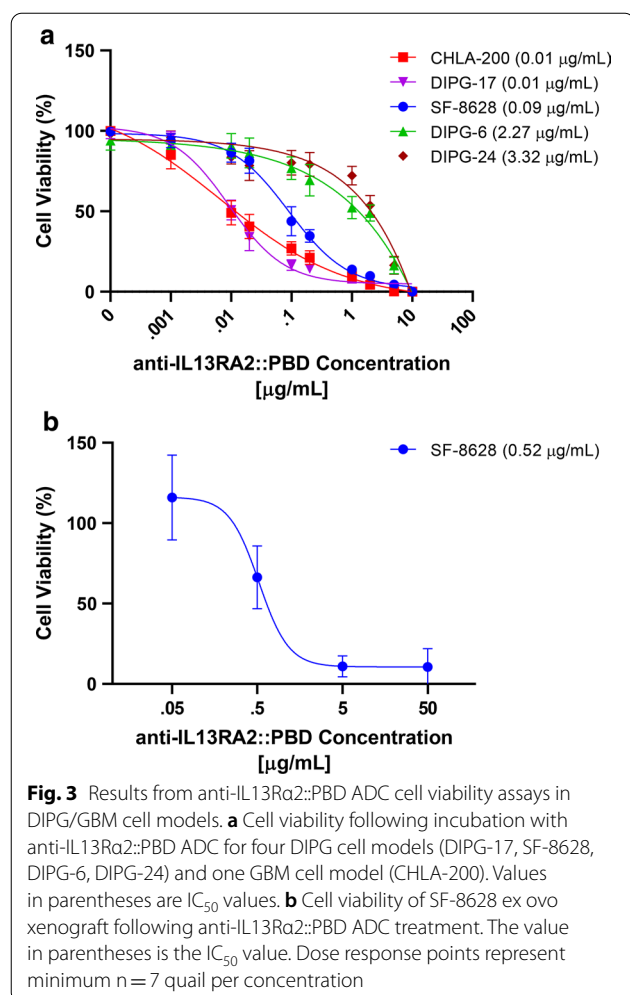 a
150
100
50
0
Cell Viability (%)
CHLA-200 (0.01 µg/mL)
DIPG-17 (0.01 µg/mL)
SF-8628 (0.09 µg/mL)
DIPG-6 (2.27 µg/mL)
DIPG-24 (3.32 µg/mL)
0 .001 .01 .1 1 10 100
anti-IL13RA2::PBD Concentration
[µg/mL]
b
150
100
50
0
Cell Viability (%)
SF-8628 (0.52 µg/mL)
.05 .5 5 50
anti-IL13RA2::PBD Concentration
[µg/mL]
Fig. 3 Results from anti-IL13Rα2::PBD ADC cell viability assays in
DIPG/GBM cell models. a Cell viability following incubation with
anti-IL13Rα2::PBD ADC for four DIPG cell models (DIPG-17, SF-8628,
DIPG-6, DIPG-24) and one GBM cell model (CHLA-200). Values
in parentheses are IC50 values. b Cell viability of SF-8628 ex ovo
xenograft following anti-IL13Rα2::PBD ADC treatment. The value
in parentheses is the IC50 value. Dose response points represent
minimum n = 7 quail per concentration